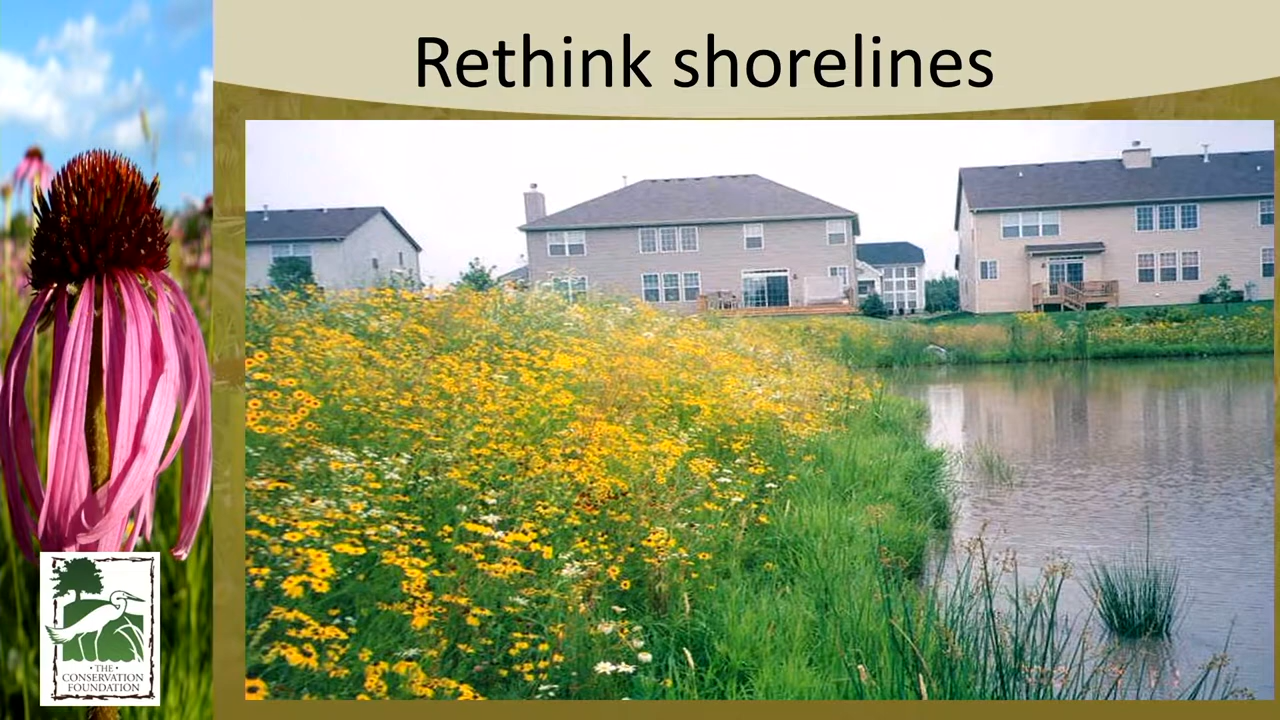 Rethink shorelines
• THE •
CONSERVATION
FOUNDATION